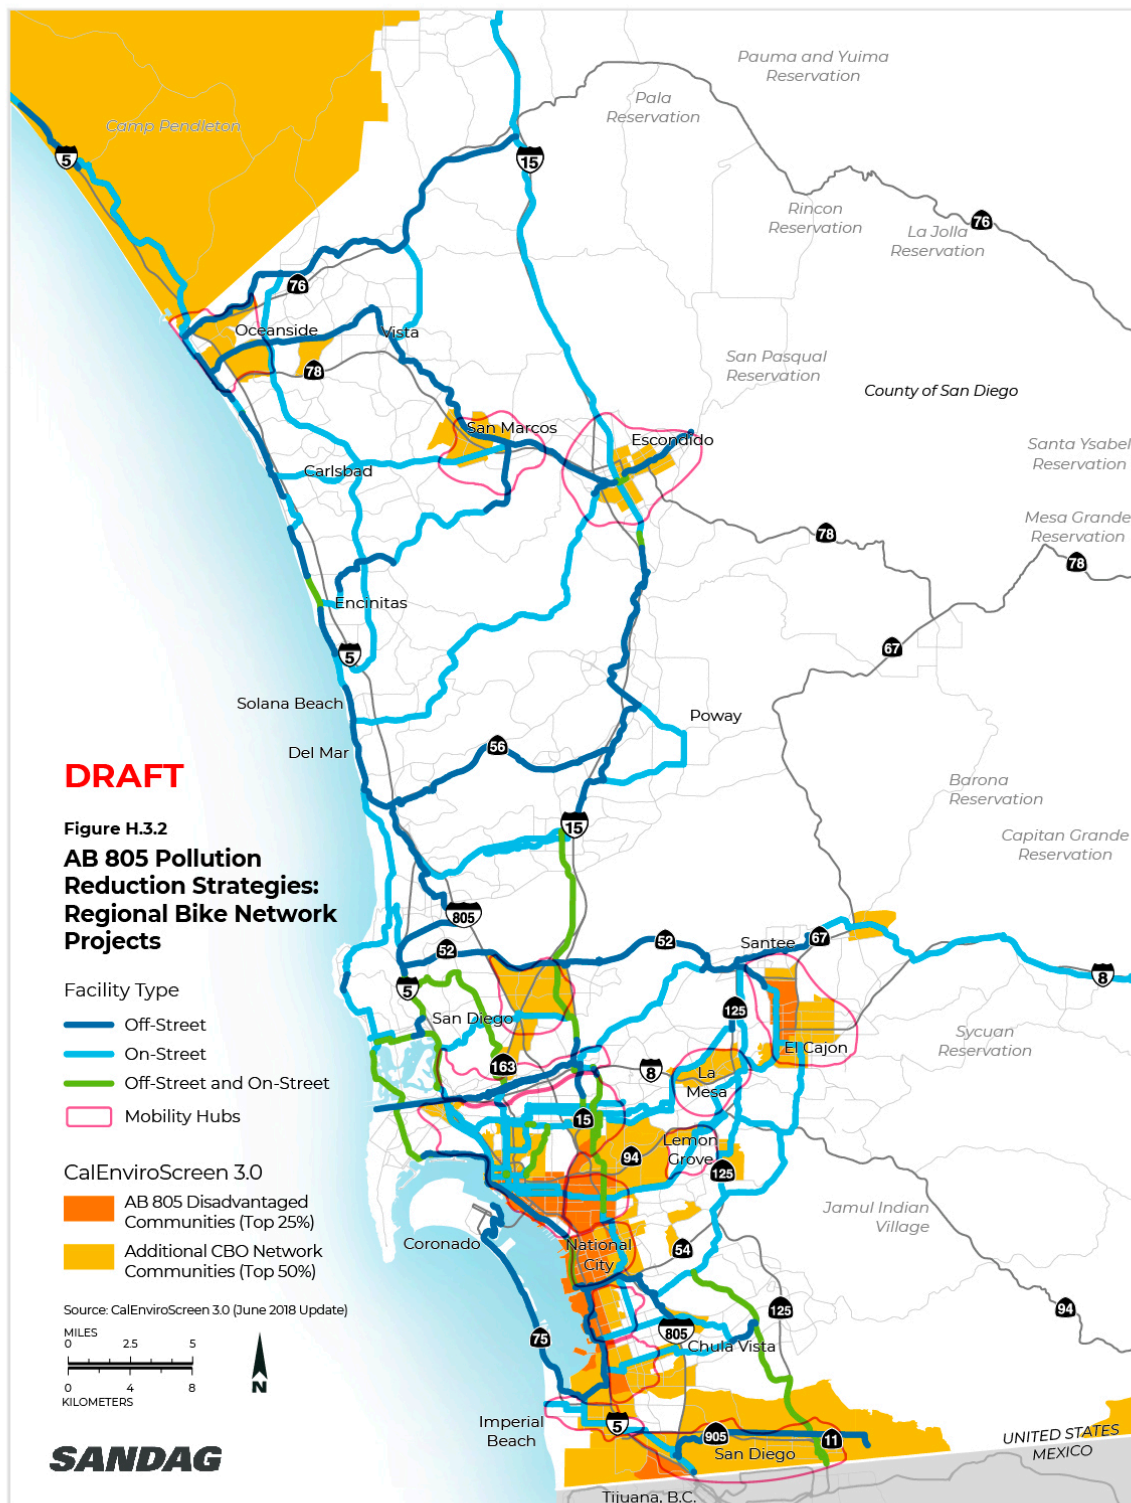 Pauma and Yuima
Reservation
Pala
Reservation
Camp Pendleton
5
15
Rincon
Reservation
La Jolla
Reservation
76
76
Oceanside
Vista
78
San Pasqual
Reservation
County of San Diego
San Marcos
Escondido
Santa Ysabel
Reservation
Carlsbad
Mesa Grande
Reservation
78
78
Encinitas
5
67
Solana Beach
Poway
Del Mar
56
DRAFT
Barona
Reservation
Figure H.3.2
AB 805 Pollution
Reduction Strategies:
Regional Bike Network
Projects
15
Capitan Grande
Reservation
805
52
52
Santee
67
8
5
Facility Type
Off-Street
On-Street
Off-Street and On-Street
Mobility Hubs
San Diego
125
El Cajon
Sycuan
Reservation
163
8
La
Mesa
15
94
Lemon
Grove
125
CalEnviroScreen 3.0
AB 805 Disadvantaged
Communities (Top 25%)
Additional CBO Network
Communities (Top 50%)
Jamul Indian
Village
Coronado
National
City
54
Source: CalEnviroScreen 3.0 (June 2018 Update)
MILES
0 2.5 5
0 4 8
KILOMETERS
N
75
805
125
94
Chula Vista
Imperial
Beach
5
905
San Diego
11
UNITED STATES
MEXICO
SANDAG
Tijuana, B.C.